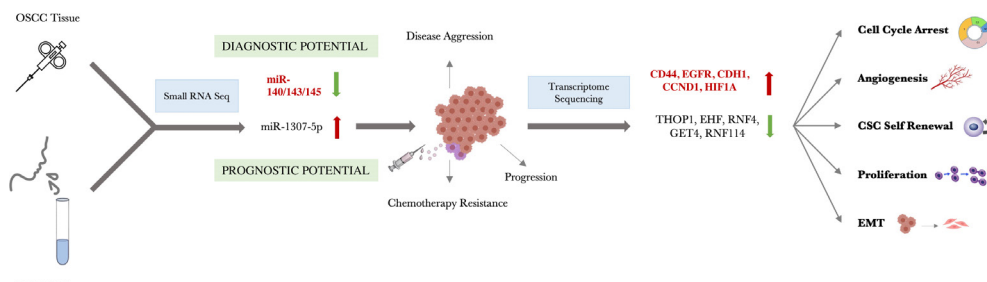 OSCC Tissue
DIAGNOSTIC POTENTIAL
Small RNA Seq
miR-
140/143/145
miR-1307-5p
PROGNOSTIC POTENTIAL
Disease Aggression
Progression
Chemotherapy Resistance
Transcriptome
Sequencing
CD44, EGFR, CDH1,
CCND1, HIF1A
THOP1, EHF, RNF4,
GET4, RNF114
Cell Cycle Arrest
Angiogenesis
CSC Self Renewal
Proliferation
EMT